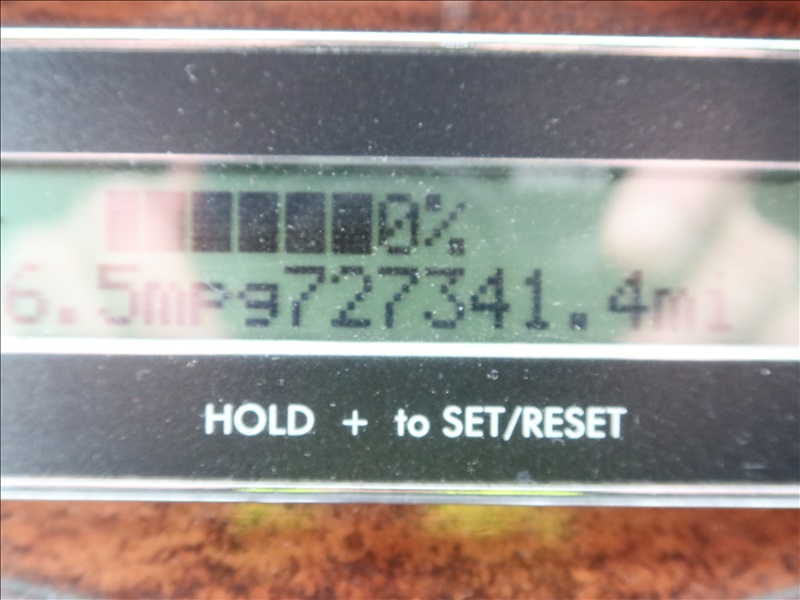 0%
6.5mpg727341.4mi
HOLD + to SET/RESET